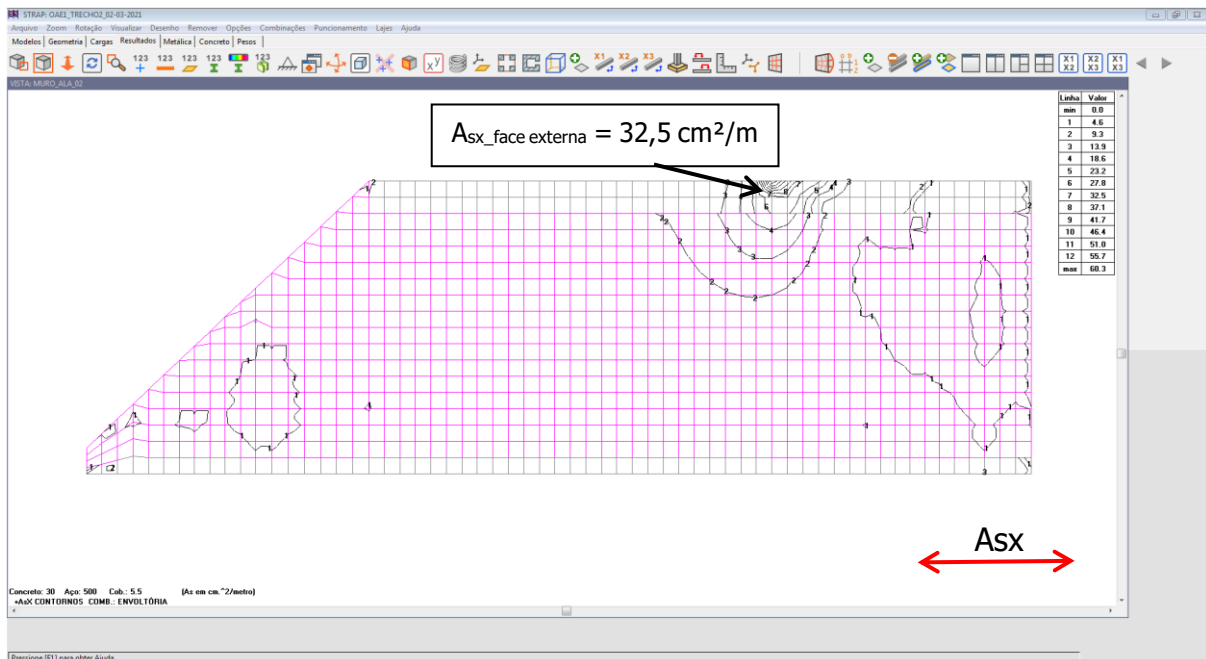 STRAP: OAE1_TRECHO2_02-03-2021
Arquivo Zoom Rotação Visualizar Desenho Remover Opções Combinações Puncionamento Lajes Ajuda
Modelos Geometria Cargas Resultados Metálica Concreto Pesos
VISTA: MURO_ALA_02
Linha Valor
min 0.0
1 4.6
2 9.3
3 13.9
4 18.6
5 23.2
6 27.8
7 32.5
8 37.1
9 41.7
10 46.4
11 51.0
12 55.7
max 60.3
Asx_face externa = 32,5 cm²/m
Asx
Concreto: 30 Aço: 500 Cob.: 5.5 (As em cm.^2/metro)
+AsX CONTORNOS COMB.: ENVOLTÓRIA
Pressione [F1] para obter Ajuda